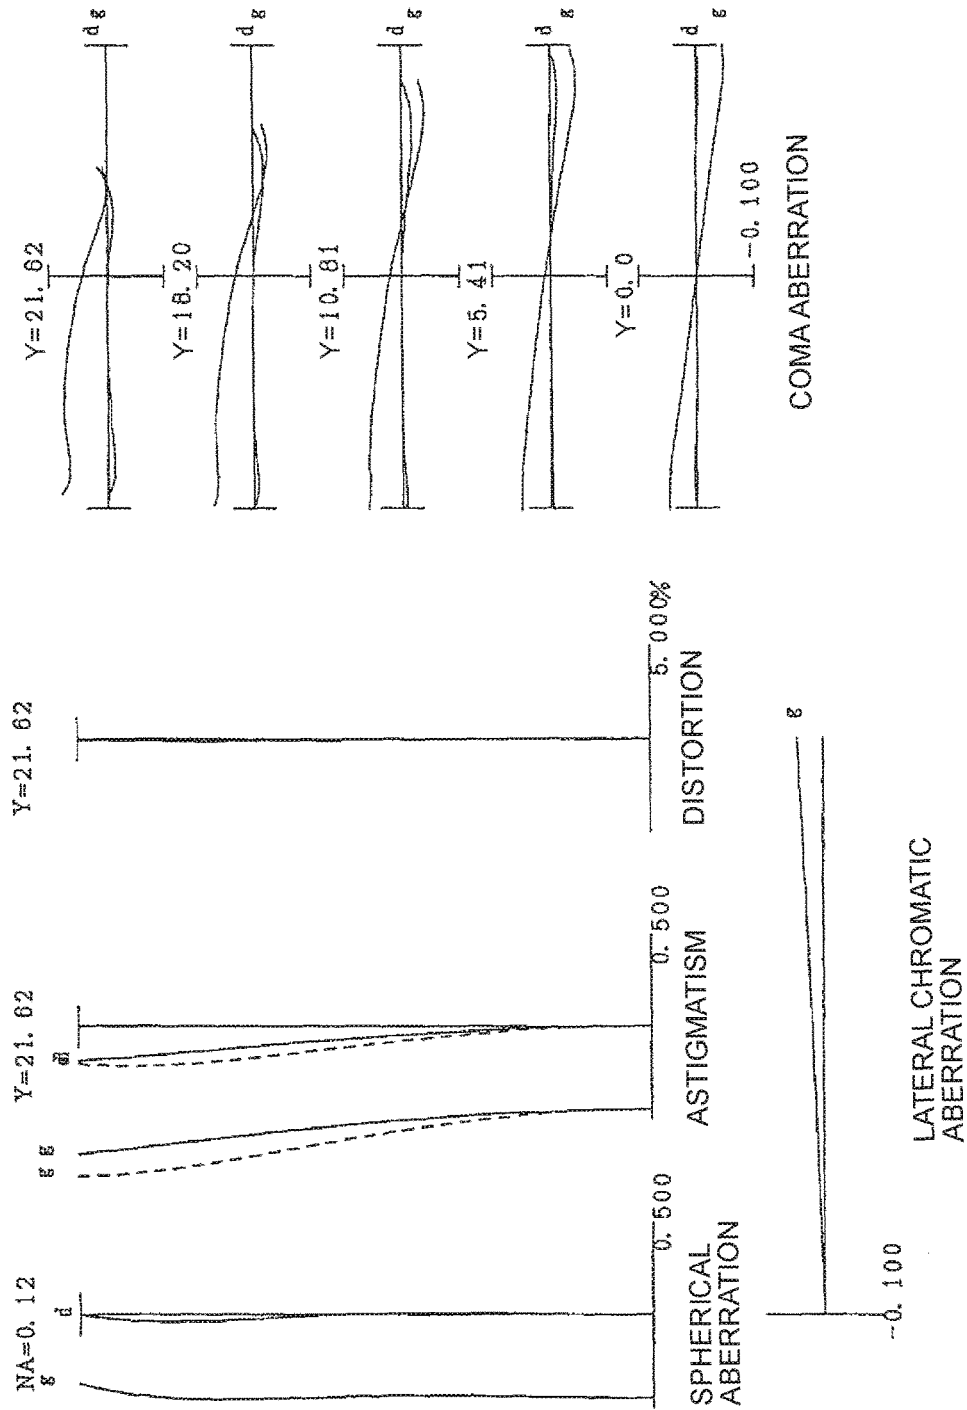 NA=0. 12
g
d
0. 500
SPHERICAL
ABERRATION
Y=21. 62
g g
0. 500
ASTIGMATISM
Y=21. 62
5. 000%
DISTORTION
g
-0. 100
LATERAL CHROMATIC
ABERRATION
Y=21. 62
d
g
Y=18. 20
d
g
Y=10. 81
d
g
Y=5. 41
d
g
Y=0. 0
d
g
-0. 100
COMA ABERRATION